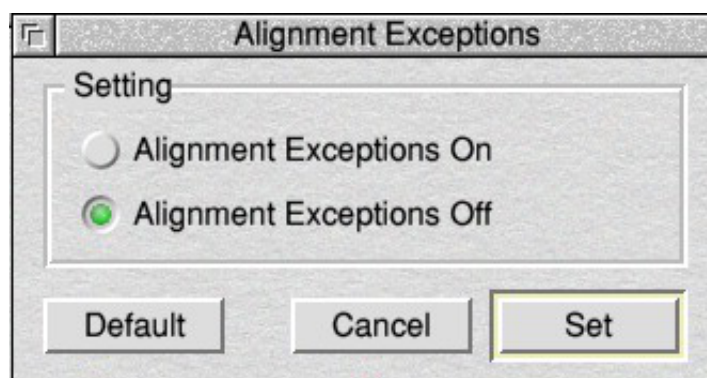 Alignment Exceptions
Setting
Alignment Exceptions On
Alignment Exceptions Off
Default Cancel Set